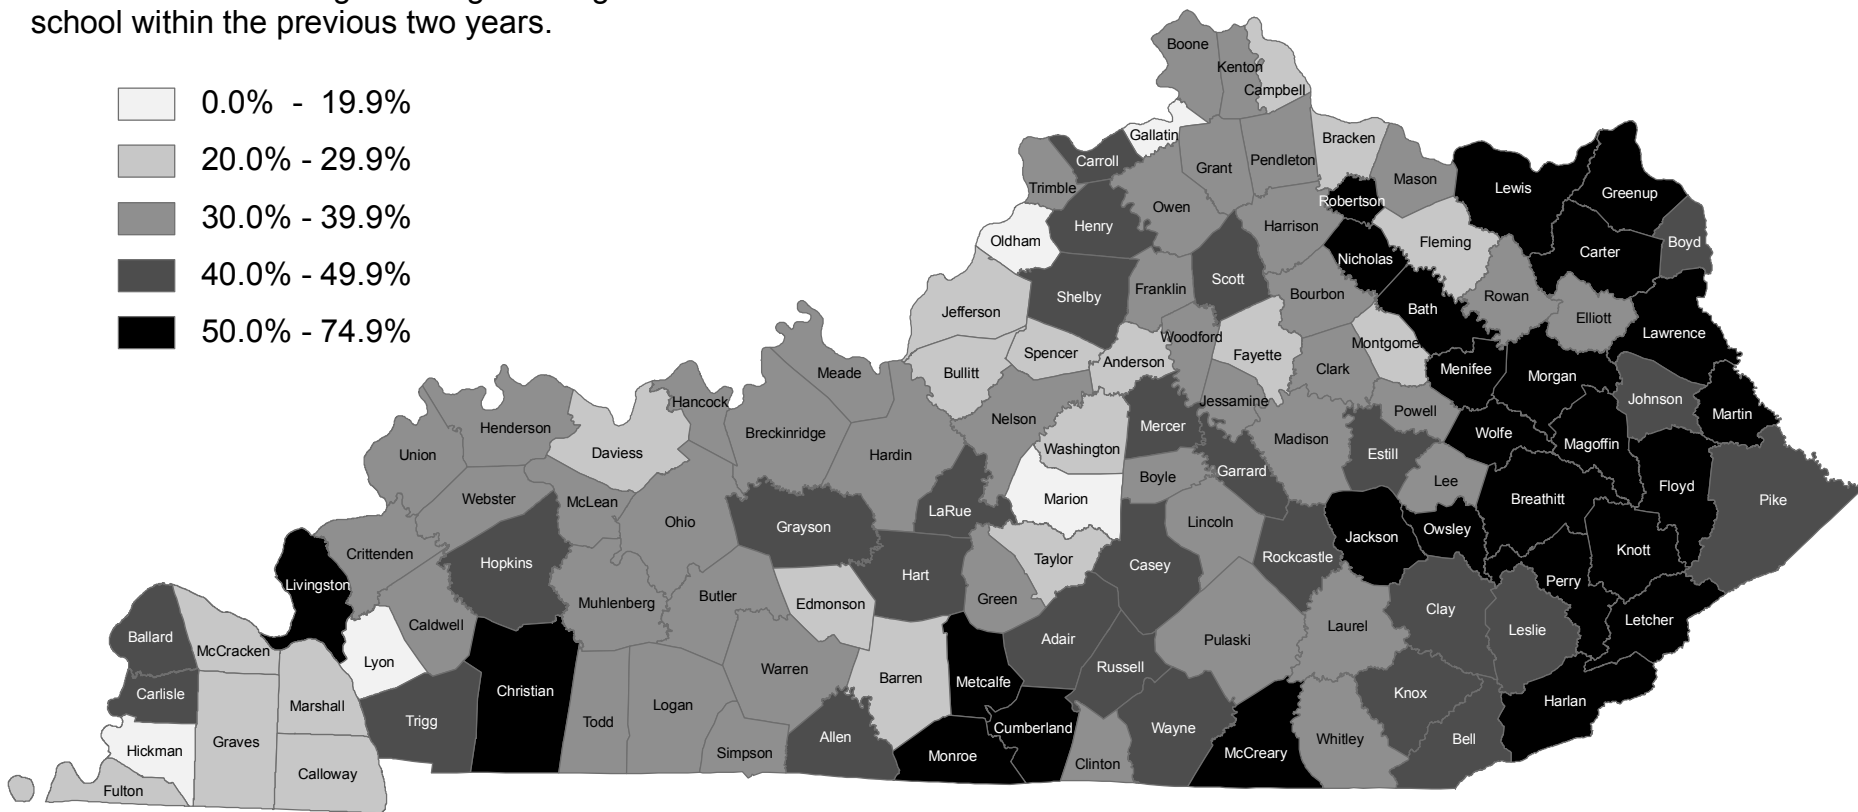 school within the previous two years.
0.0% - 19.9%
20.0% - 29.9%
30.0% - 39.9%
40.0% - 49.9%
50.0% - 74.9%
Boone
Kenton
Campbell
Gallatin
Carroll
Trimble
Grant
Pendleton
Bracken
Mason
Robertson
Lewis
Greenup
Owen
Henry
Oldham
Harrison
Fleming
Carter
Boyd
Nicholas
Scott
Franklin
Shelby
Bourbon
Bath
Rowan
Elliott
Lawrence
Jefferson
Woodford
Fayette
Montgome
Spencer
Anderson
Bullitt
Clark
Menifee
Morgan
Johnson
Martin
Meade
Hancock
Jessamine
Powell
Nelson
Mercer
Henderson
Breckinridge
Madison
Wolfe
Magoffin
Union
Daviess
Hardin
Washington
Estill
Garrard
Boyle
Lee
Floyd
Pike
Webster
McLean
Marion
Breathitt
LaRue
Ohio
Grayson
Lincoln
Jackson
Owsley
Knott
Crittenden
Hopkins
Taylor
Casey
Rockcastle
Hart
Livingston
Perry
Muhlenberg
Butler
Edmonson
Green
Clay
Letcher
Ballard
McCracken
Caldwell
Adair
Pulaski
Laurel
Leslie
Lyon
Warren
Russell
Barren
Metcalfe
Carlisle
Christian
Knox
Harlan
Marshall
Trigg
Todd
Logan
Cumberland
Wayne
Graves
Hickman
Simpson
Allen
Monroe
McCreary
Whitley
Bell
Clinton
Calloway
Fulton